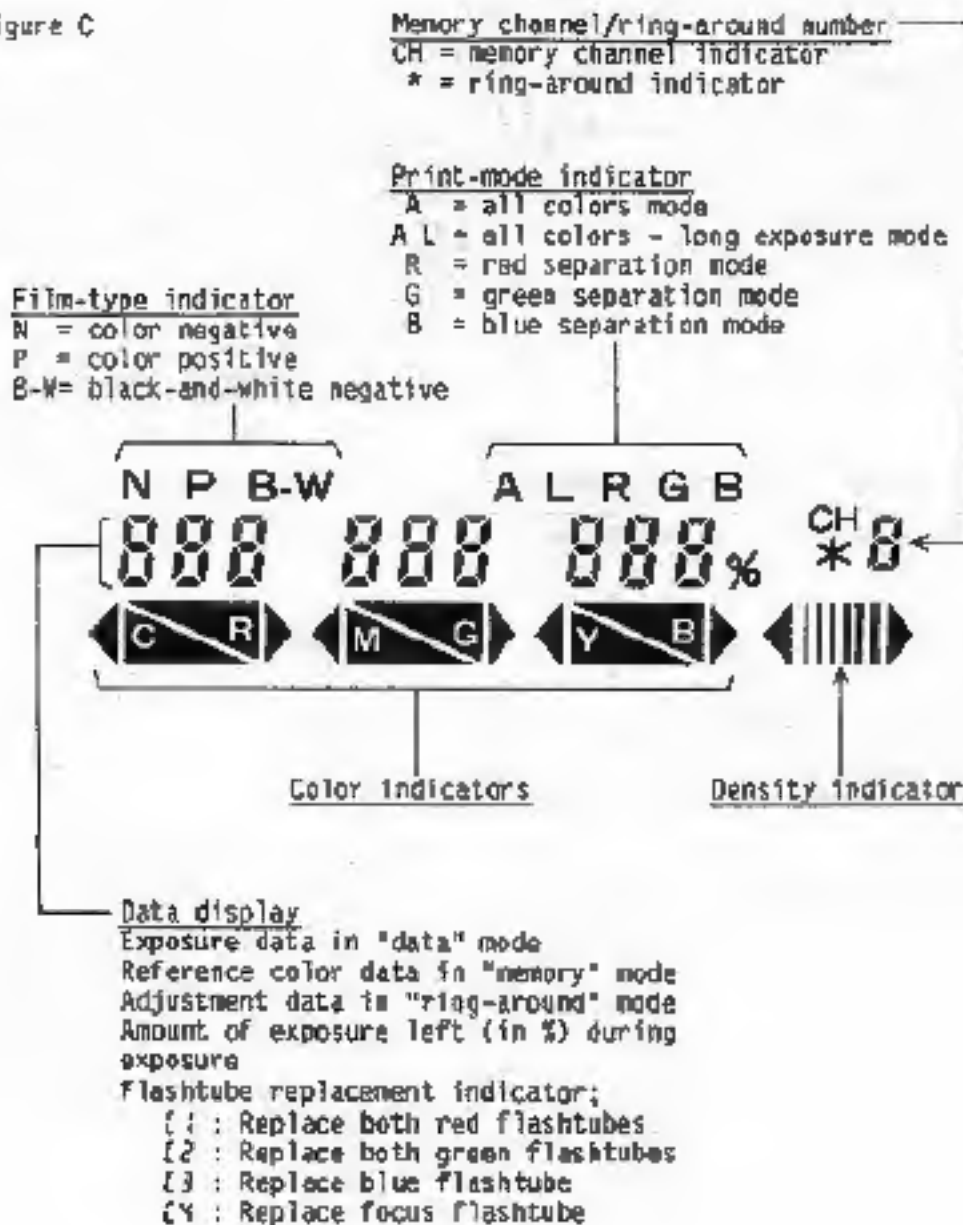 igure C
Memory channel/ring-around number
CH = memory channel indicator
* = ring-around indicator
Print-mode indicator
A = all colors mode
A L = all colors - long exposure mode
R = red separation mode
G = green separation mode
B = blue separation mode
Film-type indicator
N = color negative
P = color positive
B-W= black-and-white negative
N P B-W A L R G B
888 888 888% CH * 8
C R M G Y B
Color indicators Density indicator
Data display
Exposure data in "data" mode
Reference color data in "memory" mode
Adjustment data in "ring-around" mode
Amount of exposure left (in %) during
exposure
Flashtube replacement indicator;
[1 : Replace both red flashtubes
[2 : Replace both green flashtubes
[3 : Replace blue flashtube
[4 : Replace focus flashtube